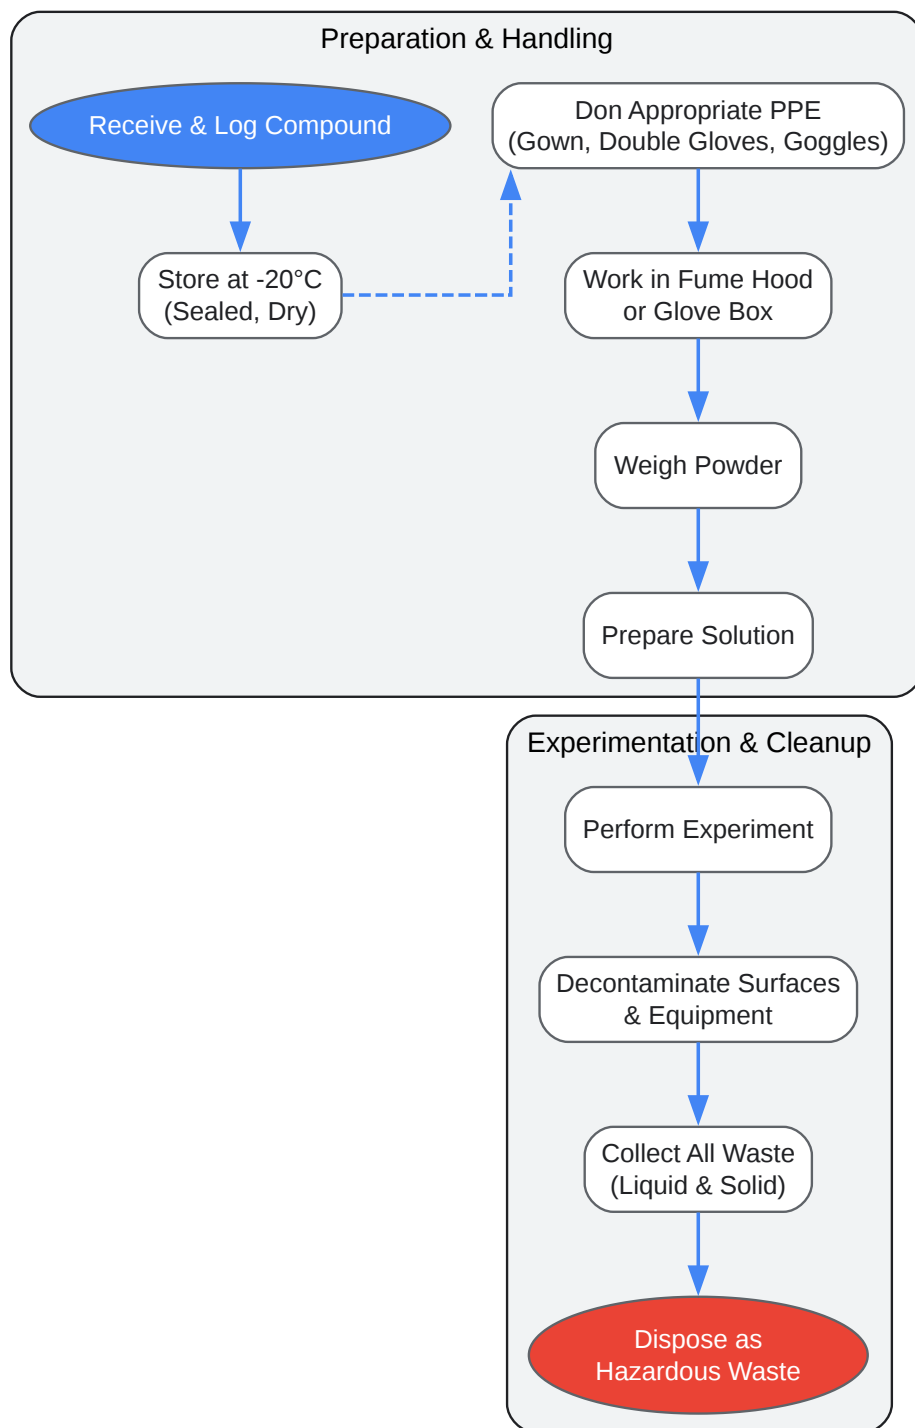 Preparation & Handling
Receive & Log Compound
Store at -20°C
(Sealed, Dry)
Don Appropriate PPE
(Gown, Double Gloves, Goggles)
Work in Fume Hood
or Glove Box
Weigh Powder
Prepare Solution
Experimentation & Cleanup
Perform Experiment
Decontaminate Surfaces
& Equipment
Collect All Waste
(Liquid & Solid)
Dispose as
Hazardous Waste